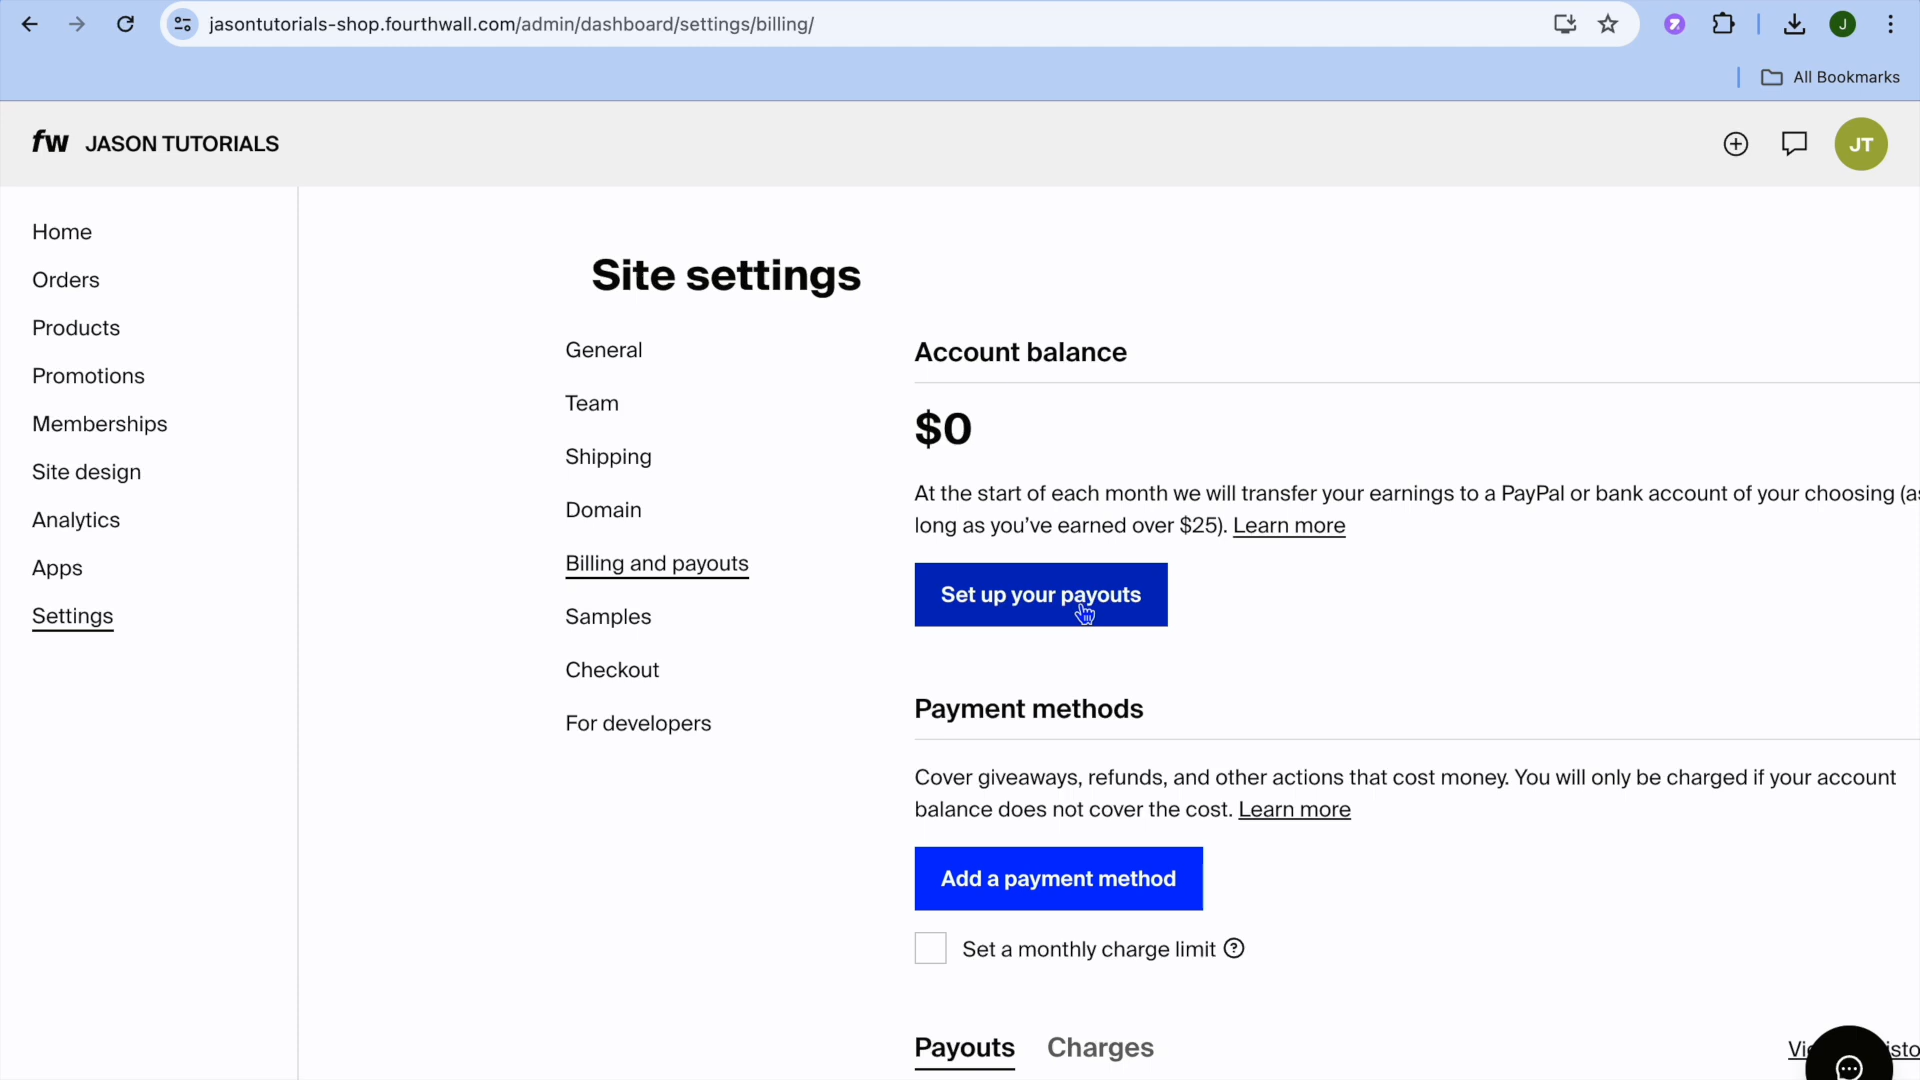 jasontutorials-shop.fourthwall.com/admin/dashboard/settings/billing/
J
All Bookmarks
fw JASON TUTORIALS
JT
Home
Orders
Products
Promotions
Memberships
Site design
Analytics
Apps
Settings
Site settings
General
Team
Shipping
Domain
Billing and payouts
Samples
Checkout
For developers
Account balance
$0
At the start of each month we will transfer your earnings to a PayPal or bank account of your choosing (as
long as you’ve earned over $25). Learn more
Set up your payouts
Payment methods
Cover giveaways, refunds, and other actions that cost money. You will only be charged if your account
balance does not cover the cost. Learn more
Add a payment method
Set a monthly charge limit
Payouts Charges